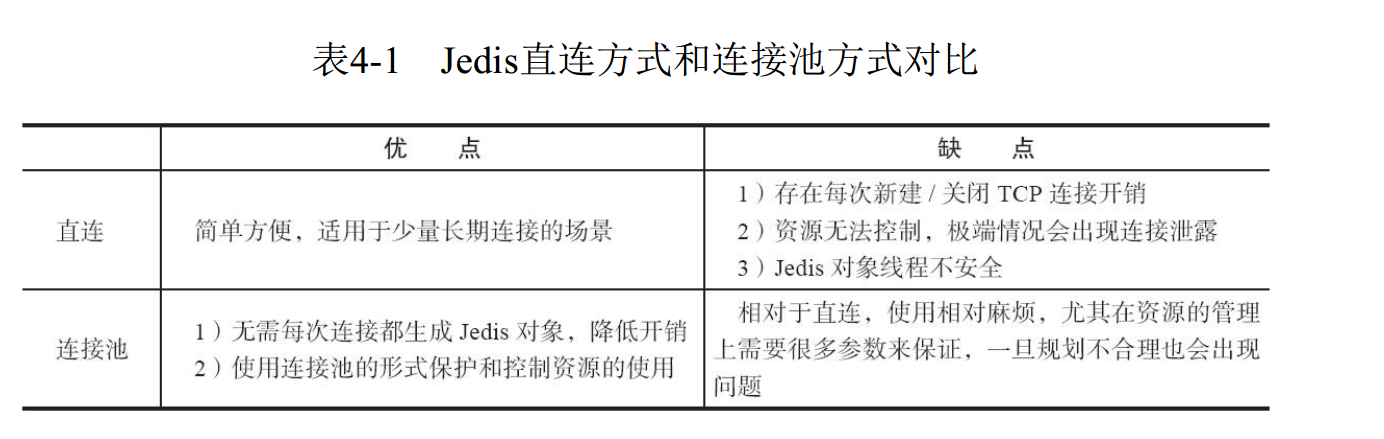 表4-1 Jedis直连方式和连接池方式对比
优 点
缺 点
直连
简单方便，适用于少量长期连接的场景
1）存在每次新建 / 关闭 TCP 连接开销
2）资源无法控制，极端情况会出现连接泄露
3）Jedis 对象线程不安全
连接池
1）无需每次连接都生成 Jedis 对象，降低开销
2）使用连接池的形式保护和控制资源的使用
相对于直连，使用相对麻烦，尤其在资源的管理
上需要很多参数来保证，一旦规划不合理也会出现
问题